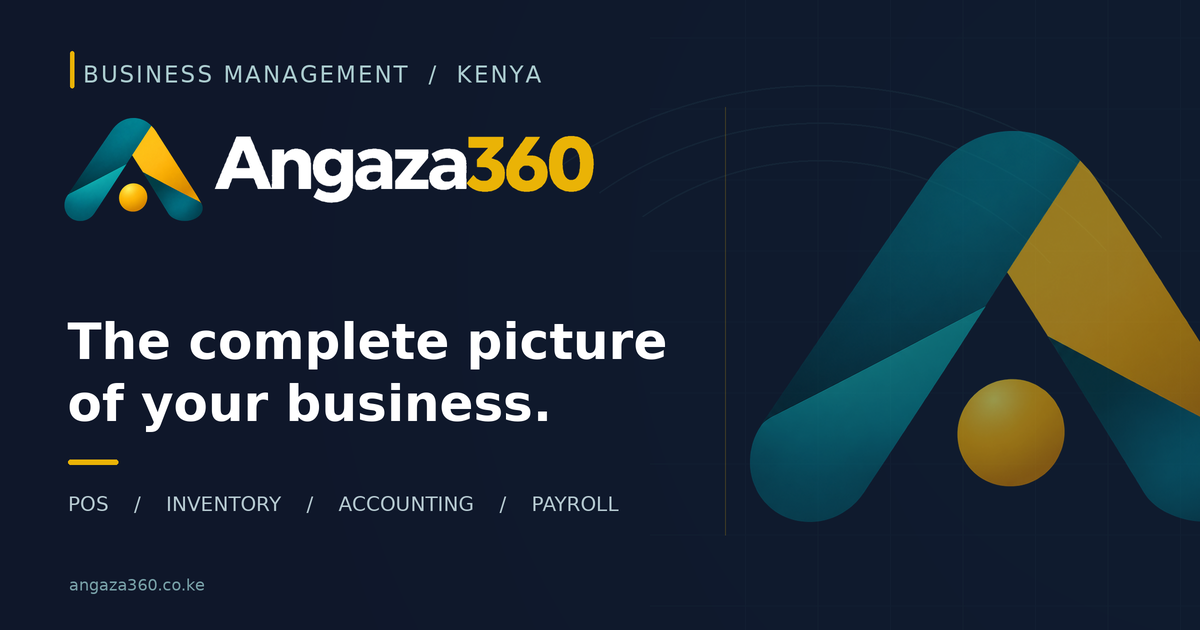 BUSINESS MANAGEMENT / KENYA
Angaza360
The complete picture
of your business.
POS / INVENTORY / ACCOUNTING / PAYROLL
angaza360.co.ke